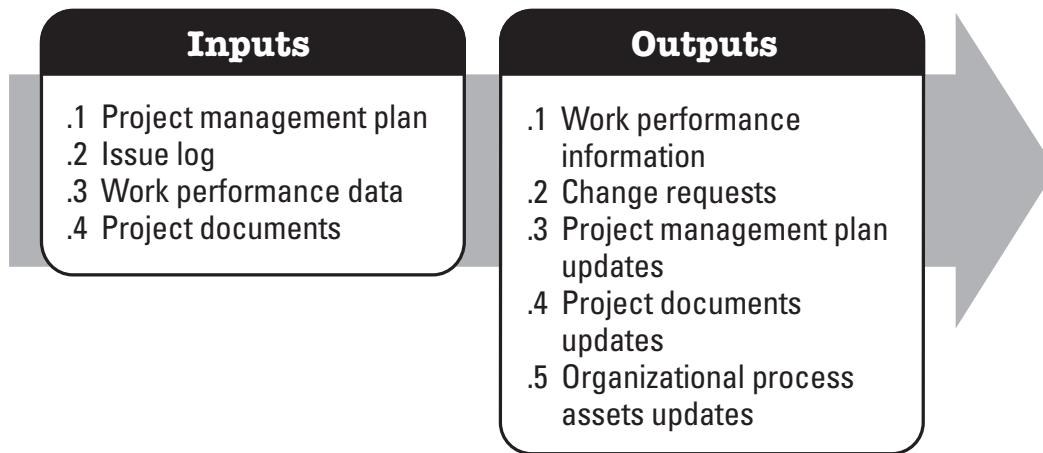 Inputs
.1 Project management plan
.2 Issue log
.3 Work performance data
.4 Project documents
Outputs
.1 Work performance
information
.2 Change requests
.3 Project management plan
updates
.4 Project documents
updates
.5 Organizational process
assets updates